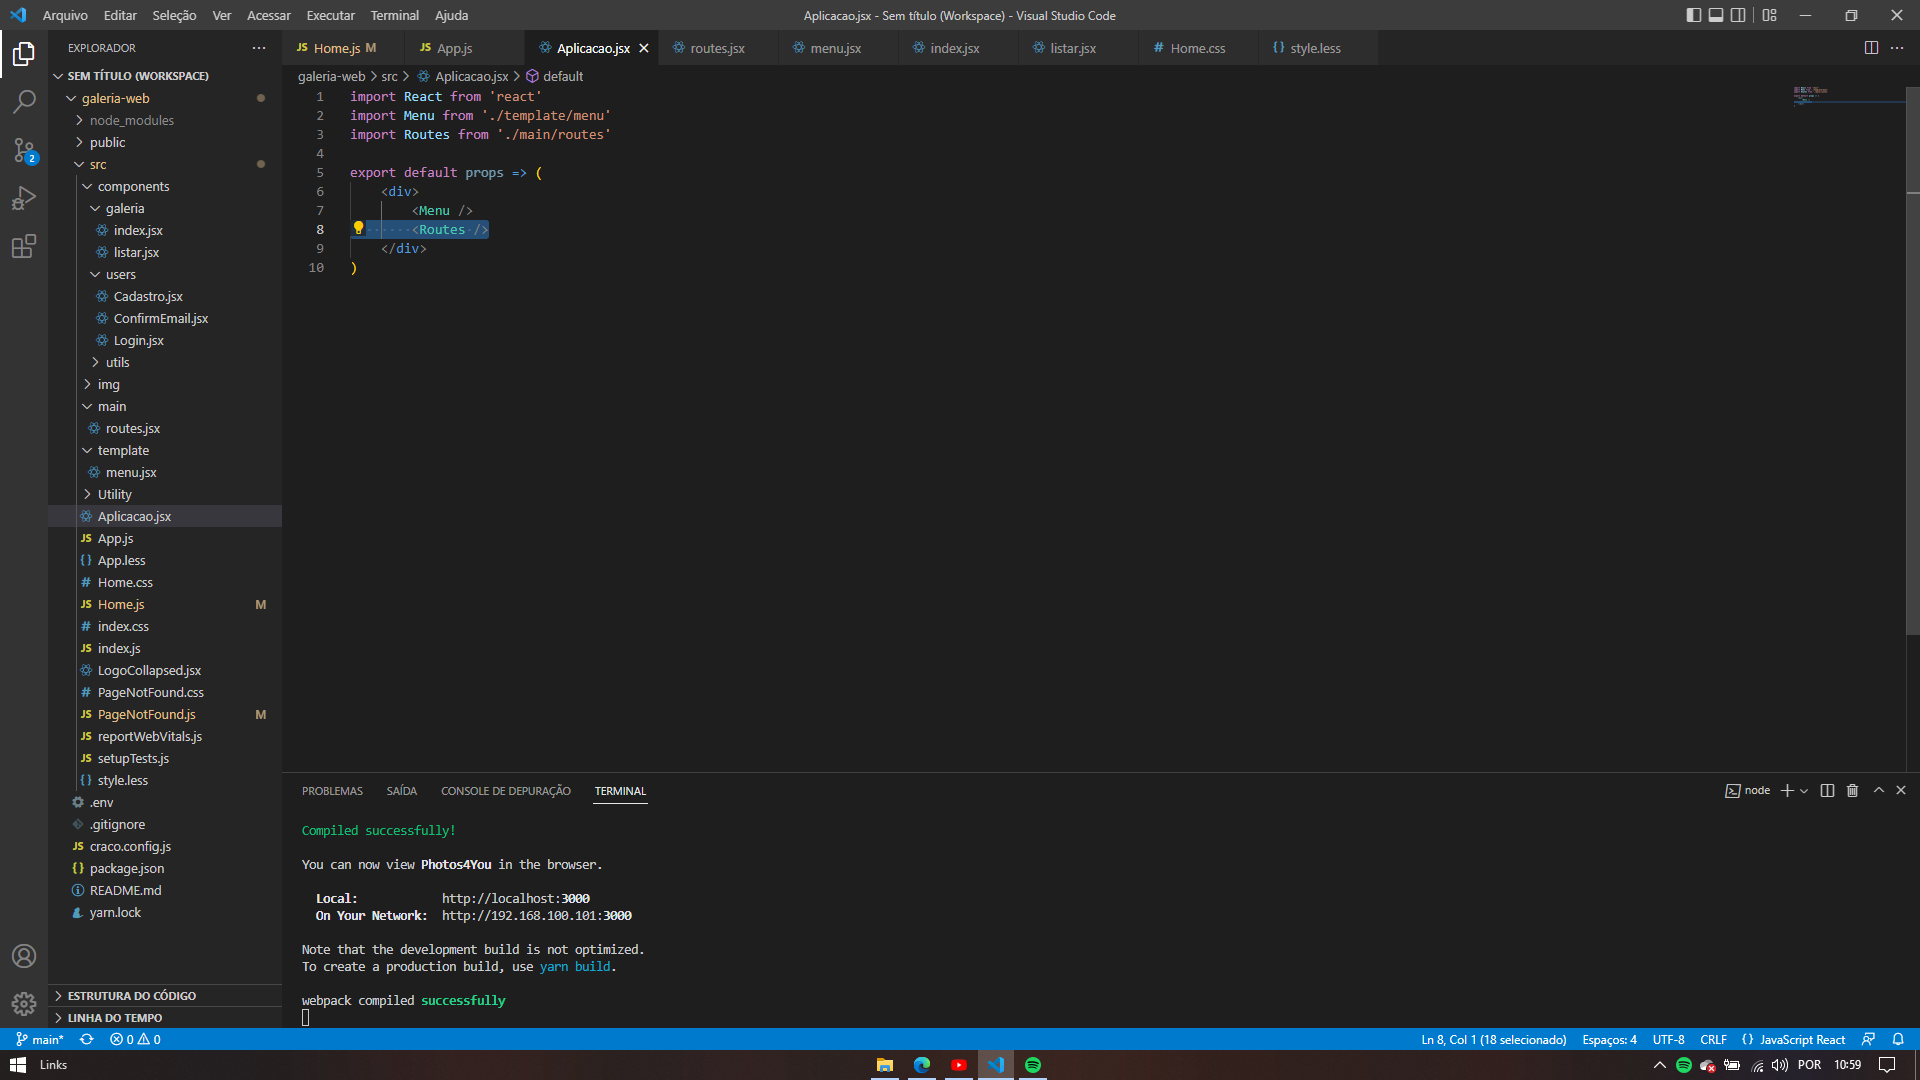 Arquivo Editar Seleção Ver Acessar Executar Terminal Ajuda
Aplicacao.jsx - Sem título (Workspace) - Visual Studio Code
EXPLORADOR
SEM TÍTULO (WORKSPACE)
galeria-web
node_modules
public
src
components
galeria
index.jsx
listar.jsx
users
Cadastro.jsx
ConfirmEmail.jsx
Login.jsx
utils
img
main
routes.jsx
template
menu.jsx
Utility
Aplicacao.jsx
JS App.js
{} App.less
# Home.css
JS Home.js M
# index.css
JS index.js
LogoCollapsed.jsx
# PageNotFound.css
JS PageNotFound.js M
JS reportWebVitals.js
JS setupTests.js
{} style.less
.env
.gitignore
JS craco.config.js
{} package.json
README.md
yarn.lock
ESTRUTURA DO CÓDIGO
LINHA DO TEMPO
2
JS Home.js M JS App.js Aplicacao.jsx routes.jsx menu.jsx index.jsx listar.jsx # Home.css {} style.less
galeria-web > src > Aplicacao.jsx > default
1 import React from 'react'
2 import Menu from './template/menu'
3 import Routes from './main/routes'
4
5 export default props => (
6 <div>
7 <Menu />
8 <Routes />
9 </div>
10 )
PROBLEMAS SAÍDA CONSOLE DE DEPURAÇÃO TERMINAL
node
Compiled successfully!
You can now view Photos4You in the browser.
Local: http://localhost:3000
On Your Network: http://192.168.100.101:3000
Note that the development build is not optimized.
To create a production build, use yarn build.
webpack compiled successfully
main* 0 0
Ln 8, Col 1 (18 selecionado) Espaços: 4 UTF-8 CRLF {} JavaScript React
Links
POR 10:59